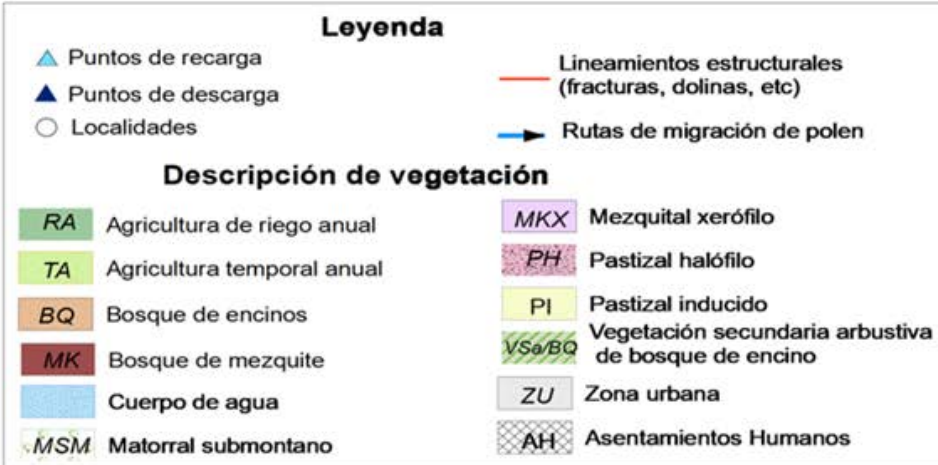 Leyenda
Puntos de recarga
Puntos de descarga
Localidades
Lineamientos estructurales
(fracturas, dolinas, etc)
Rutas de migración de polen
Descripción de vegetación
RA Agricultura de riego anual
TA Agricultura temporal anual
BQ Bosque de encinos
MK Bosque de mezquite
Cuerpo de agua
MSM Matorral submontano
MKX Mezquital xerófilo
PH Pastizal halófilo
PI Pastizal inducido
VSa/BQ Vegetación secundaria arbustiva
de bosque de encino
ZU Zona urbana
AH Asentamientos Humanos